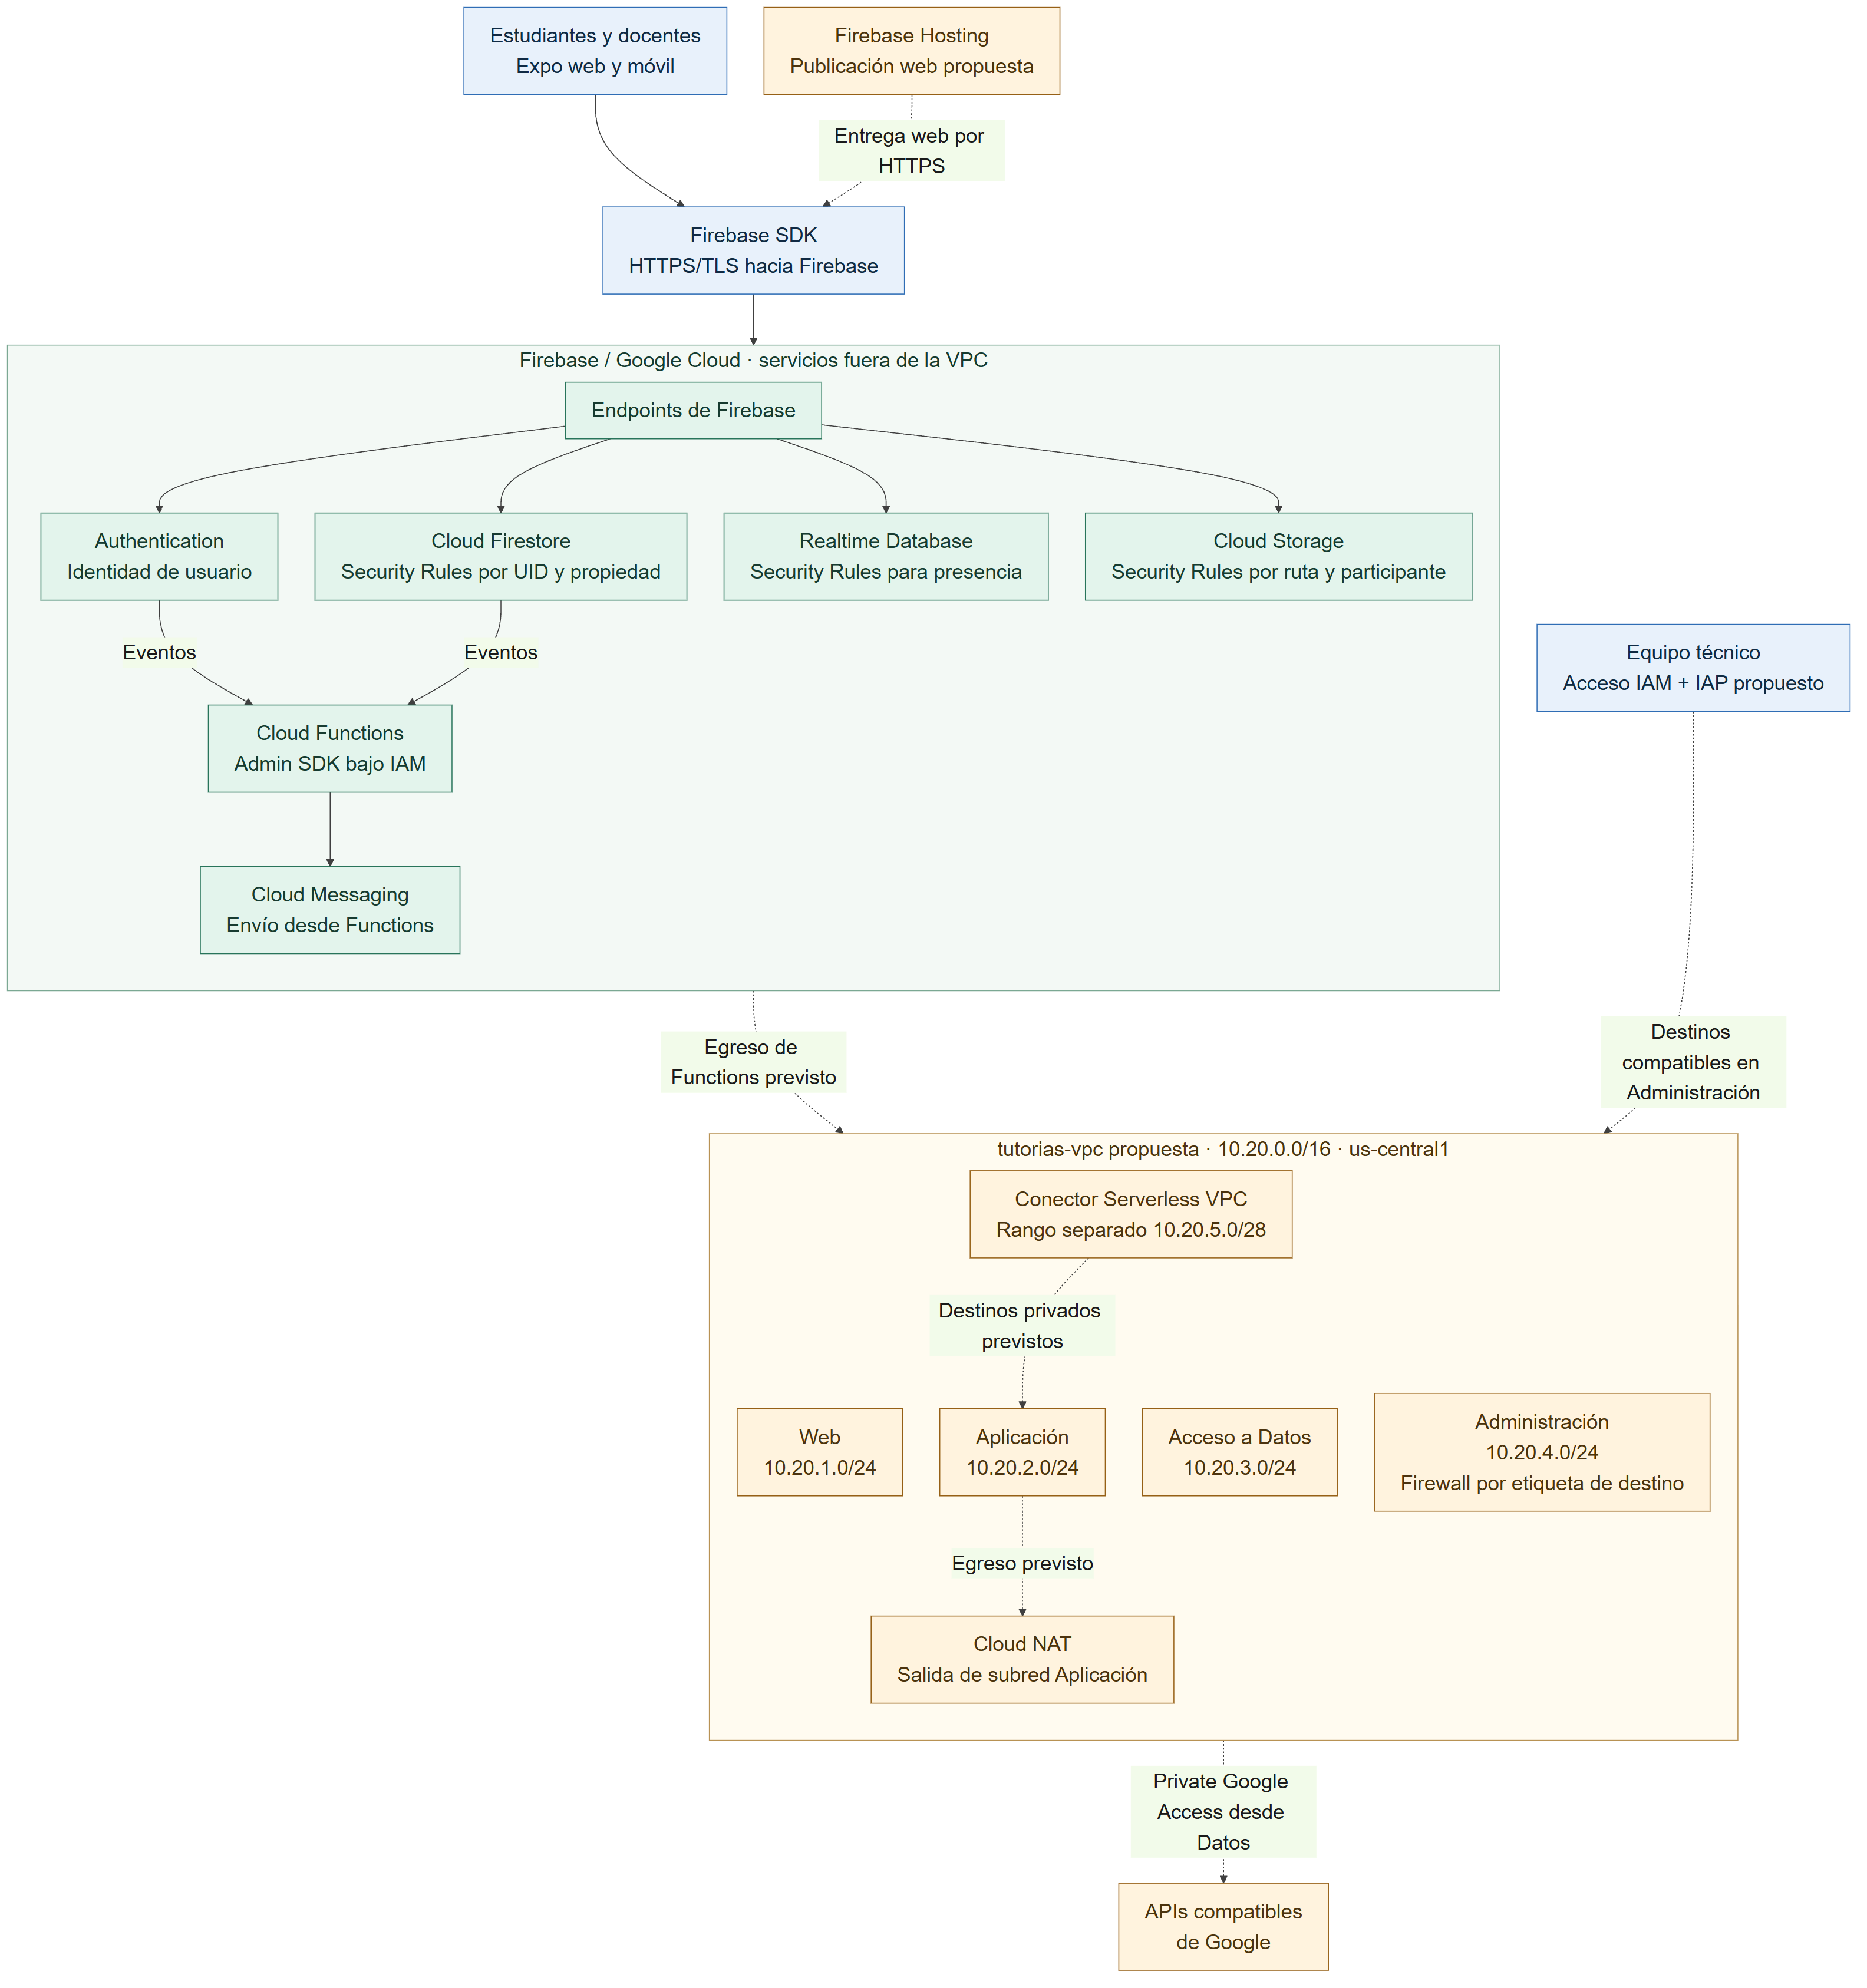 Estudiantes y docentes
Expo web y móvil
Firebase Hosting
Publicación web propuesta
Entrega web por
HTTPS
Firebase SDK
HTTPS/TLS hacia Firebase
Firebase / Google Cloud · servicios fuera de la VPC
Endpoints de Firebase
Authentication
Identidad de usuario
Cloud Firestore
Security Rules por UID y propiedad
Realtime Database
Security Rules para presencia
Cloud Storage
Security Rules por ruta y participante
Eventos
Eventos
Equipo técnico
Acceso IAM + IAP propuesto
Cloud Functions
Admin SDK bajo IAM
Cloud Messaging
Envío desde Functions
Egreso de
Functions previsto
Destinos
compatibles en
Administración
tutorias-vpc propuesta · 10.20.0.0/16 · us-central1
Conector Serverless VPC
Rango separado 10.20.5.0/28
Destinos privados
previstos
Web
10.20.1.0/24
Aplicación
10.20.2.0/24
Acceso a Datos
10.20.3.0/24
Administración
10.20.4.0/24
Firewall por etiqueta de destino
Egreso previsto
Cloud NAT
Salida de subred Aplicación
Private Google
Access desde
Datos
APIs compatibles
de Google